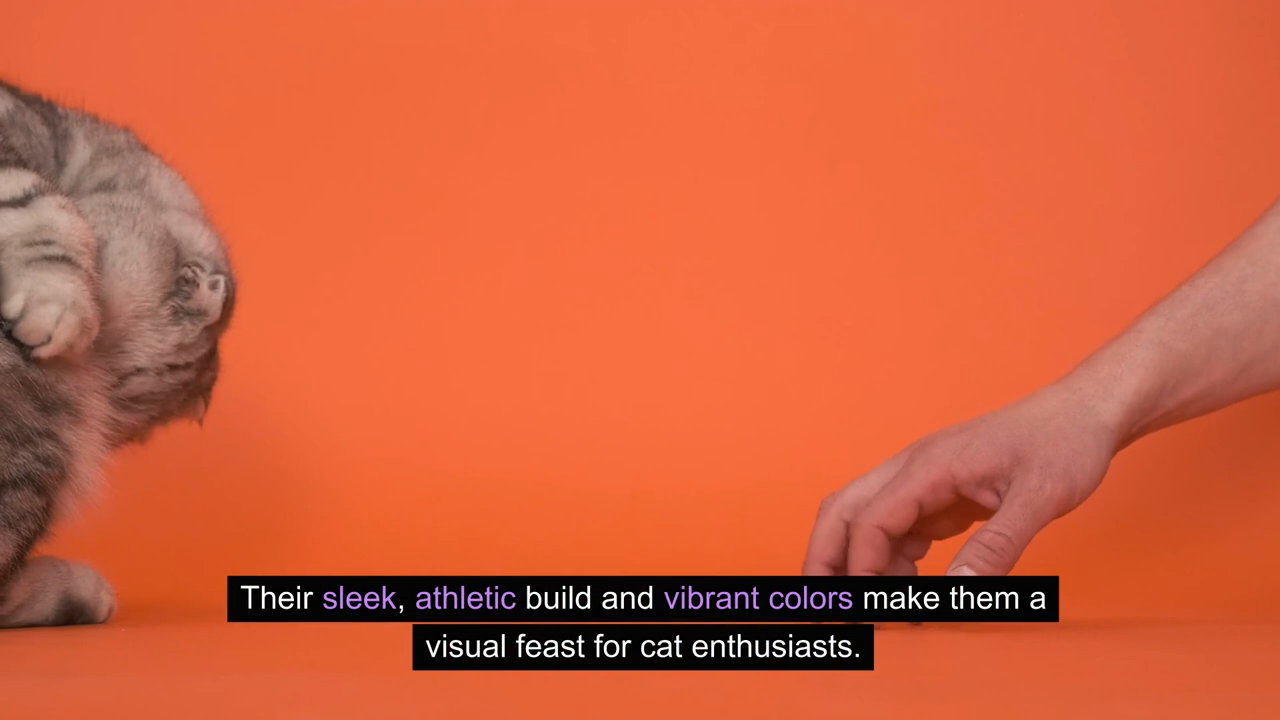 Their sleek, athletic build and vibrant colors make them a
visual feast for cat enthusiasts.